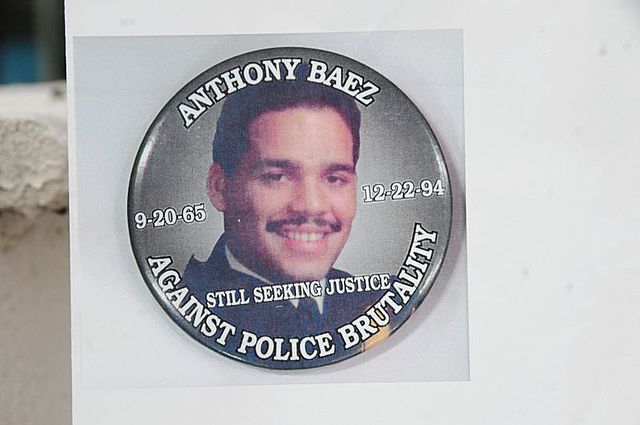 ANTHONY BAEZ
9-20-65
12-22-94
STILL SEEKING JUSTICE
AGAINST POLICE BRUTALITY